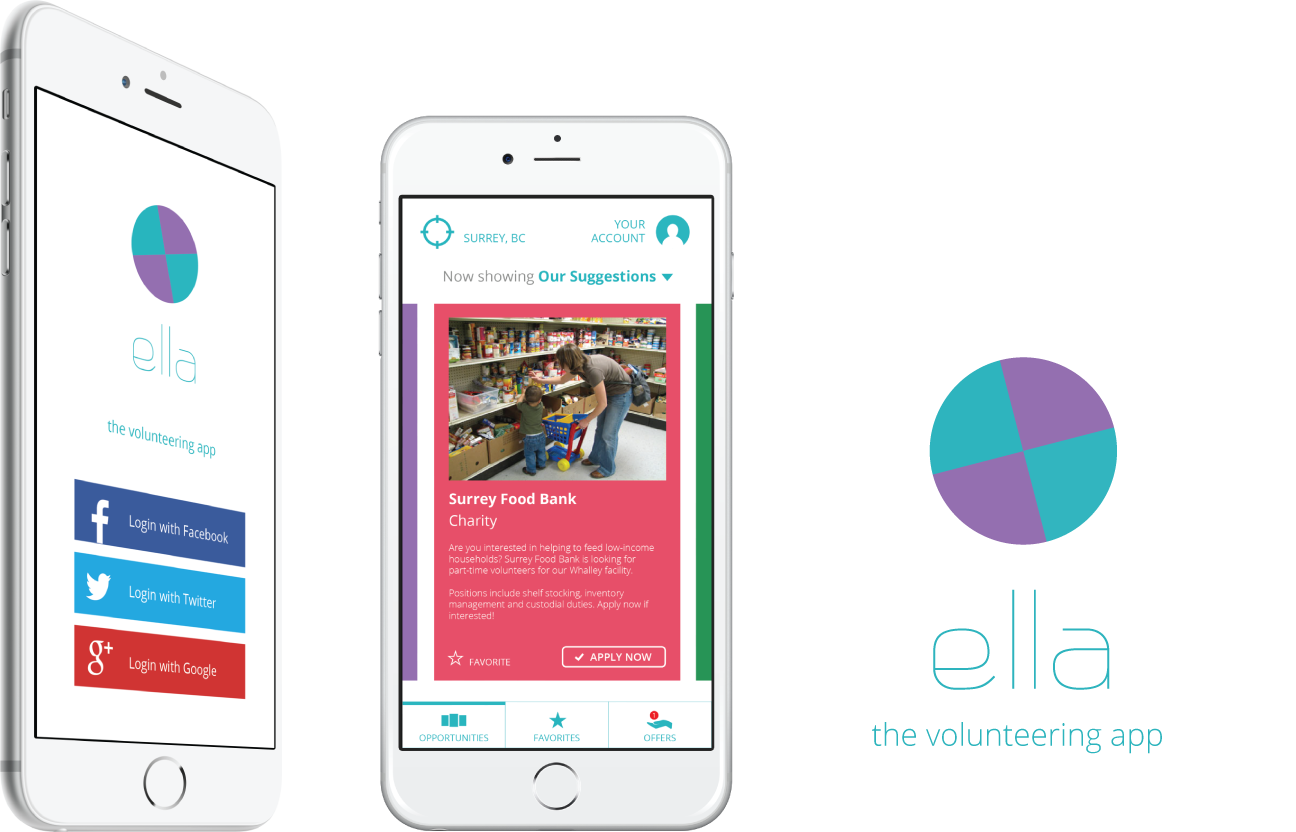 ella
the volunteering app
f
Login with Facebook
Login with Twitter
g+
Login with Google
SURREY, BC
YOUR
ACCOUNT
Now showing Our Suggestions
Surrey Food Bank
Charity
Are you interested in helping to feed low-income
households? Surrey Food Bank is looking for
part-time volunteers for our Whalley facility.
Positions include shelf stocking, inventory
management and custodial duties. Apply now if
interested!
FAVORITE
APPLY NOW
OPPORTUNITIES
FAVORITES
1
OFFERS
ella
the volunteering app